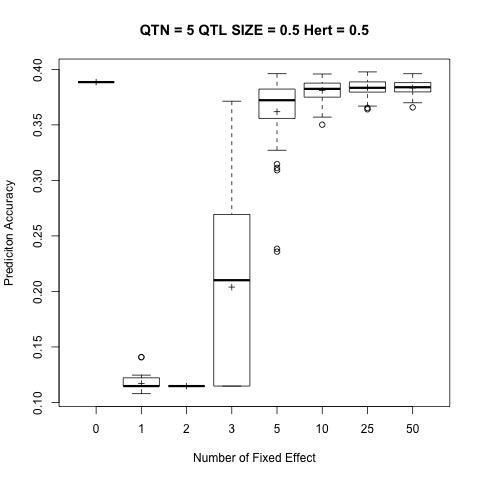 QTN = 5 QTL SIZE = 0.5 Hert = 0.5
Prediciton Accuracy
0.40
0.35
0.30
0.25
0.20
0.15
0.10
0 1 2 3 5 10 25 50
Number of Fixed Effect